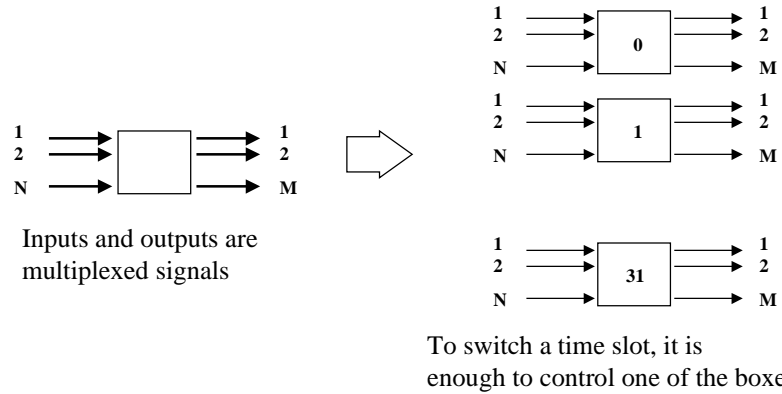 1 1
2 2
N M
Inputs and outputs are
multiplexed signals
1 1
2 0 2
N M
1 1
2 1 2
N M
1 1
2 31 2
N M
To switch a time slot, it is
enough to control one of the boxe